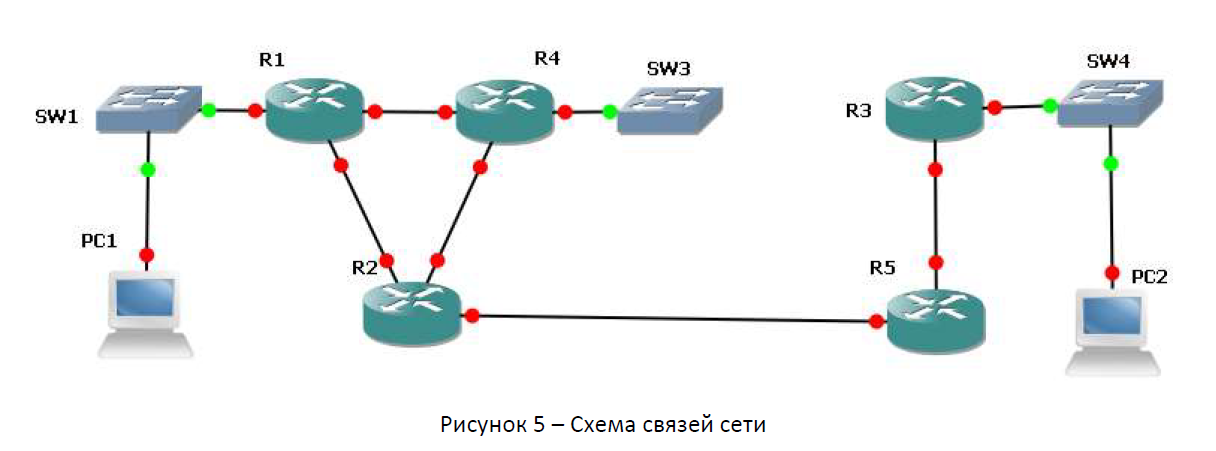 R1
R4
SW3
SW4
SW1
R3
PC1
R2
R5
PC2
Рисунок 5 – Схема связей сети